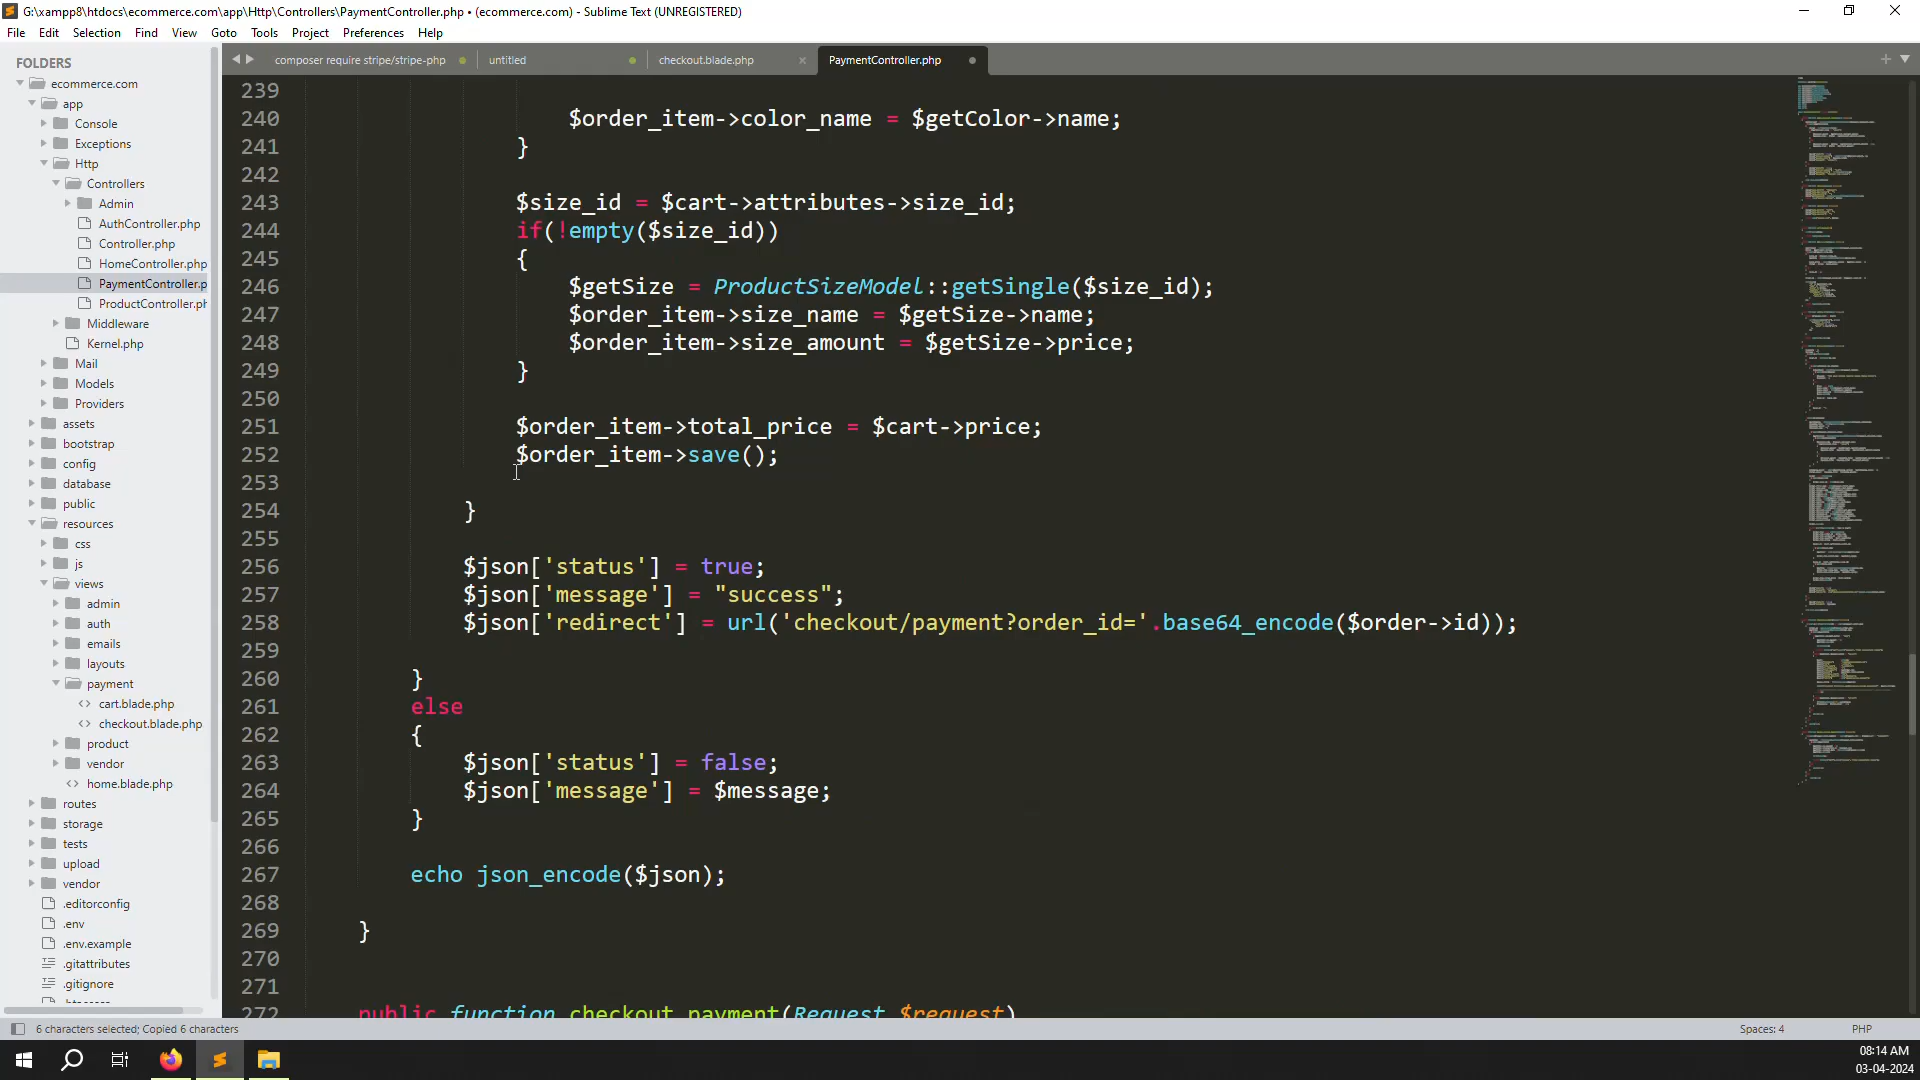 G:\xampp8\htdocs\ecommerce.com\app\Http\Controllers\PaymentController.php • (ecommerce.com) - Sublime Text (UNREGISTERED)
File Edit Selection Find View Goto Tools Project Preferences Help
FOLDERS
ecommerce.com
app
Console
Exceptions
Http
Controllers
Admin
AuthController.php
Controller.php
HomeController.php
PaymentController.p
ProductController.ph
Middleware
Kernel.php
Mail
Models
Providers
assets
bootstrap
config
database
public
resources
css
js
views
admin
auth
emails
layouts
payment
cart.blade.php
checkout.blade.php
product
vendor
home.blade.php
routes
storage
tests
upload
vendor
.editorconfig
.env
.env.example
.gitattributes
.gitignore
composer require stripe/stripe-php untitled checkout.blade.php PaymentController.php
239
240 $order_item->color_name = $getColor->name;
241 }
242
243 $size_id = $cart->attributes->size_id;
244 if(!empty($size_id))
245 {
246 $getSize = ProductSizeModel::getSingle($size_id);
247 $order_item->size_name = $getSize->name;
248 $order_item->size_amount = $getSize->price;
249 }
250
251 $order_item->total_price = $cart->price;
252 $order_item->save();
253
254 }
255
256 $json['status'] = true;
257 $json['message'] = "success";
258 $json['redirect'] = url('checkout/payment?order_id='.base64_encode($order->id));
259
260 }
261 else
262 {
263 $json['status'] = false;
264 $json['message'] = $message;
265 }
266
267 echo json_encode($json);
268
269 }
270
271
272 public function checkout_payment(Request $request)
6 characters selected; Copied 6 characters
Spaces: 4 PHP
08:14 AM
03-04-2024